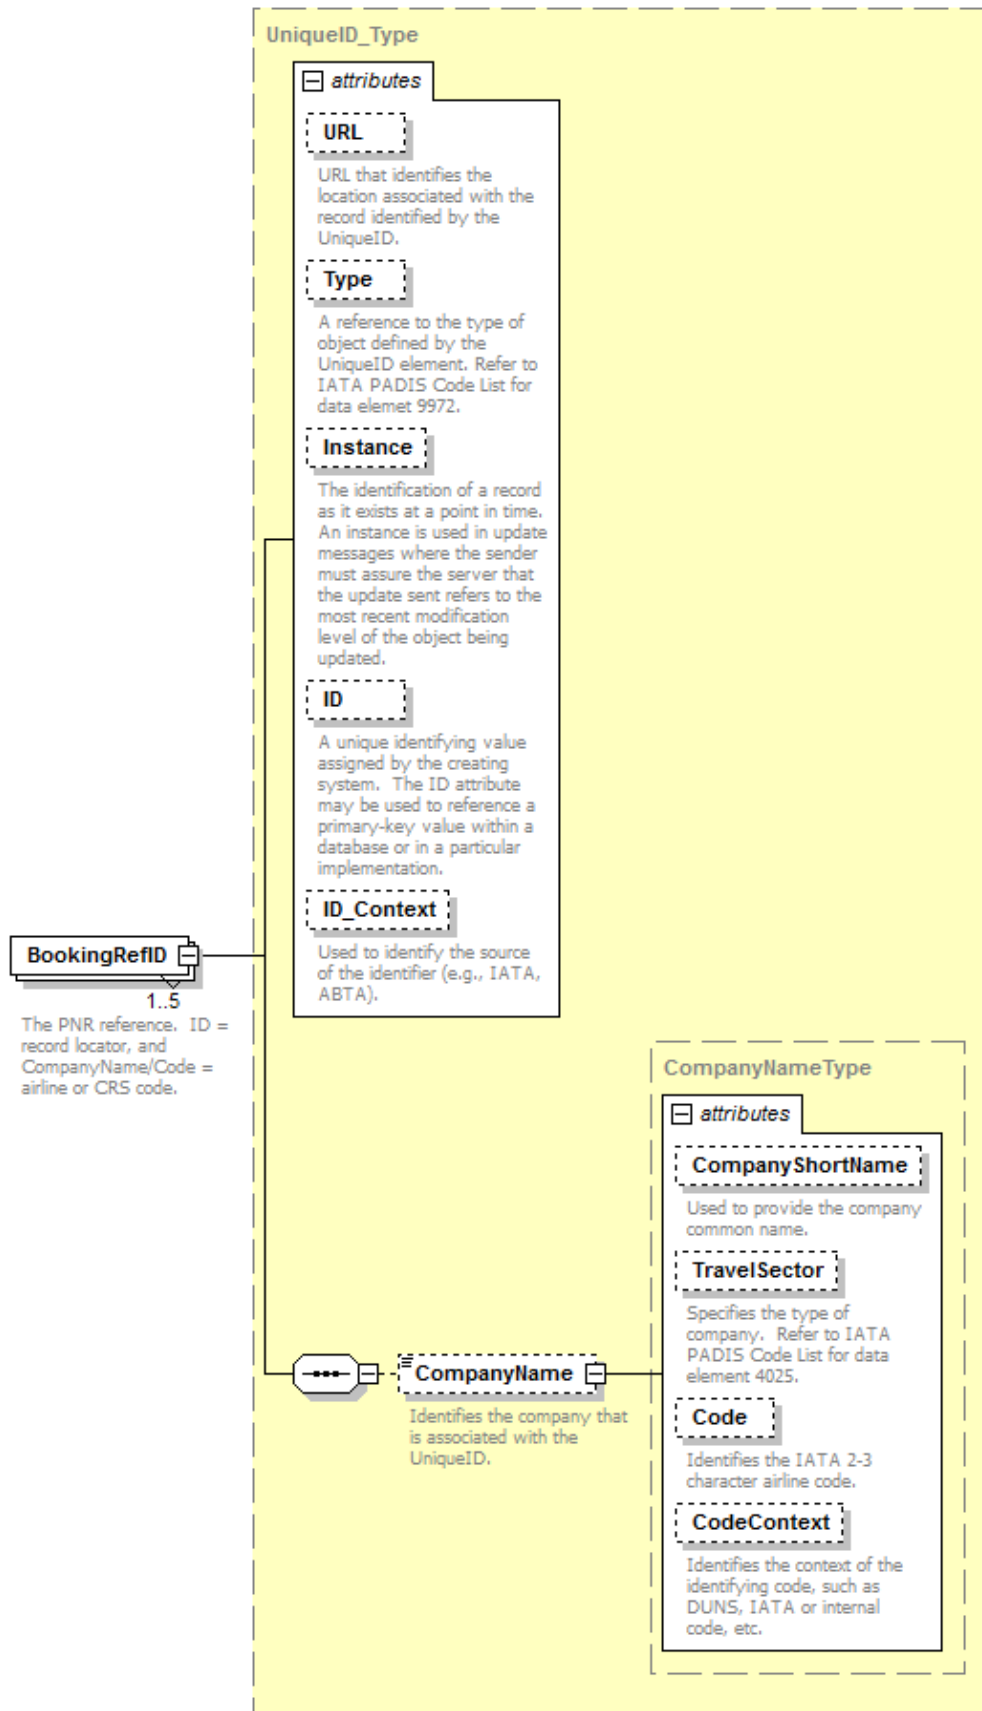 UniqueID_Type
attributes
URL
URL that identifies the
location associated with the
record identified by the
UniqueID.
Type
A reference to the type of
object defined by the
UniqueID element. Refer to
IATA PADIS Code List for
data elemet 9972.
Instance
The identification of a record
as it exists at a point in time.
An instance is used in update
messages where the sender
must assure the server that
the update sent refers to the
most recent modification
level of the object being
updated.
ID
A unique identifying value
assigned by the creating
system.  The ID attribute
may be used to reference a
primary-key value within a
database or in a particular
implementation.
ID_Context
Used to identify the source
of the identifier (e.g., IATA,
ABTA).
BookingRefID
1..5
The PNR reference.  ID =
record locator, and
CompanyName/Code =
airline or CRS code.
CompanyName
Identifies the company that
is associated with the
UniqueID.
CompanyNameType
attributes
CompanyShortName
Used to provide the company
common name.
TravelSector
Specifies the type of
company.  Refer to IATA
PADIS Code List for data
element 4025.
Code
Identifies the IATA 2-3
character airline code.
CodeContext
Identifies the context of the
identifying code, such as
DUNS, IATA or internal
code, etc.